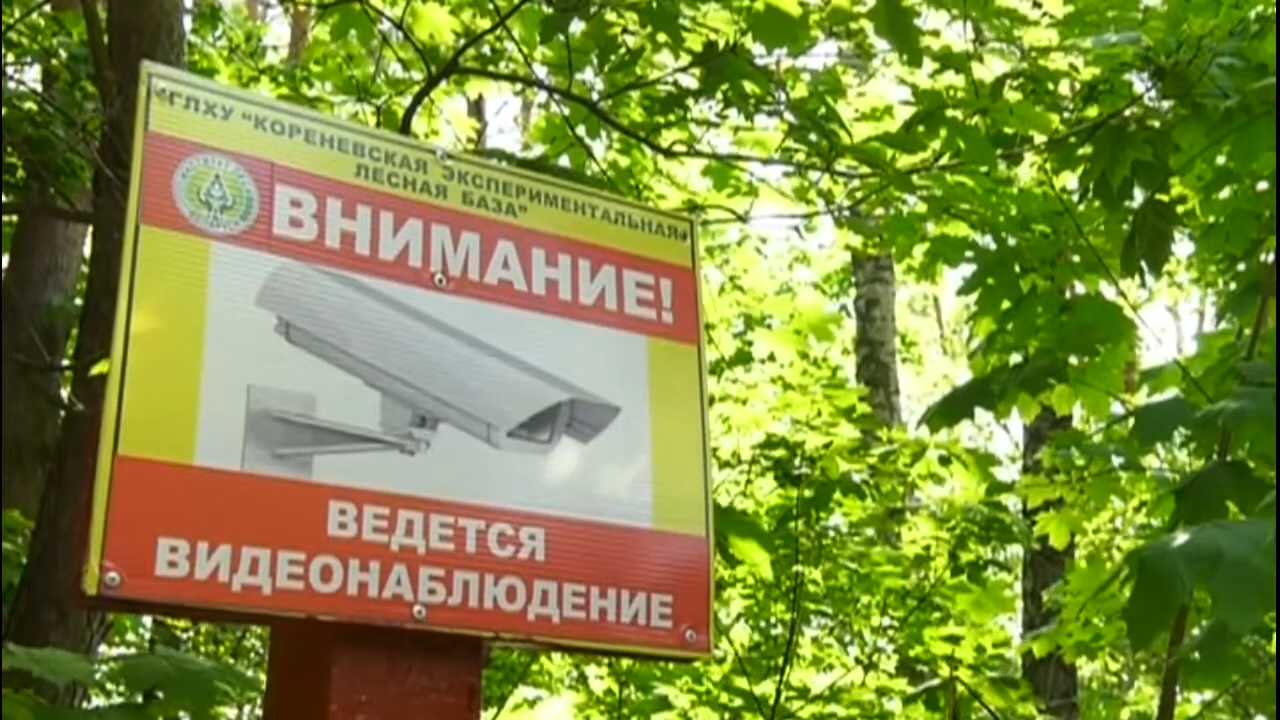 "ГЛХУ "КОРЕНЕВСКАЯ ЭКСПЕРИМЕНТАЛЬНАЯ
ЛЕСНАЯ БАЗА"
ВНИМАНИЕ!
ВЕДЕТСЯ
ВИДЕОНАБЛЮДЕНИЕ